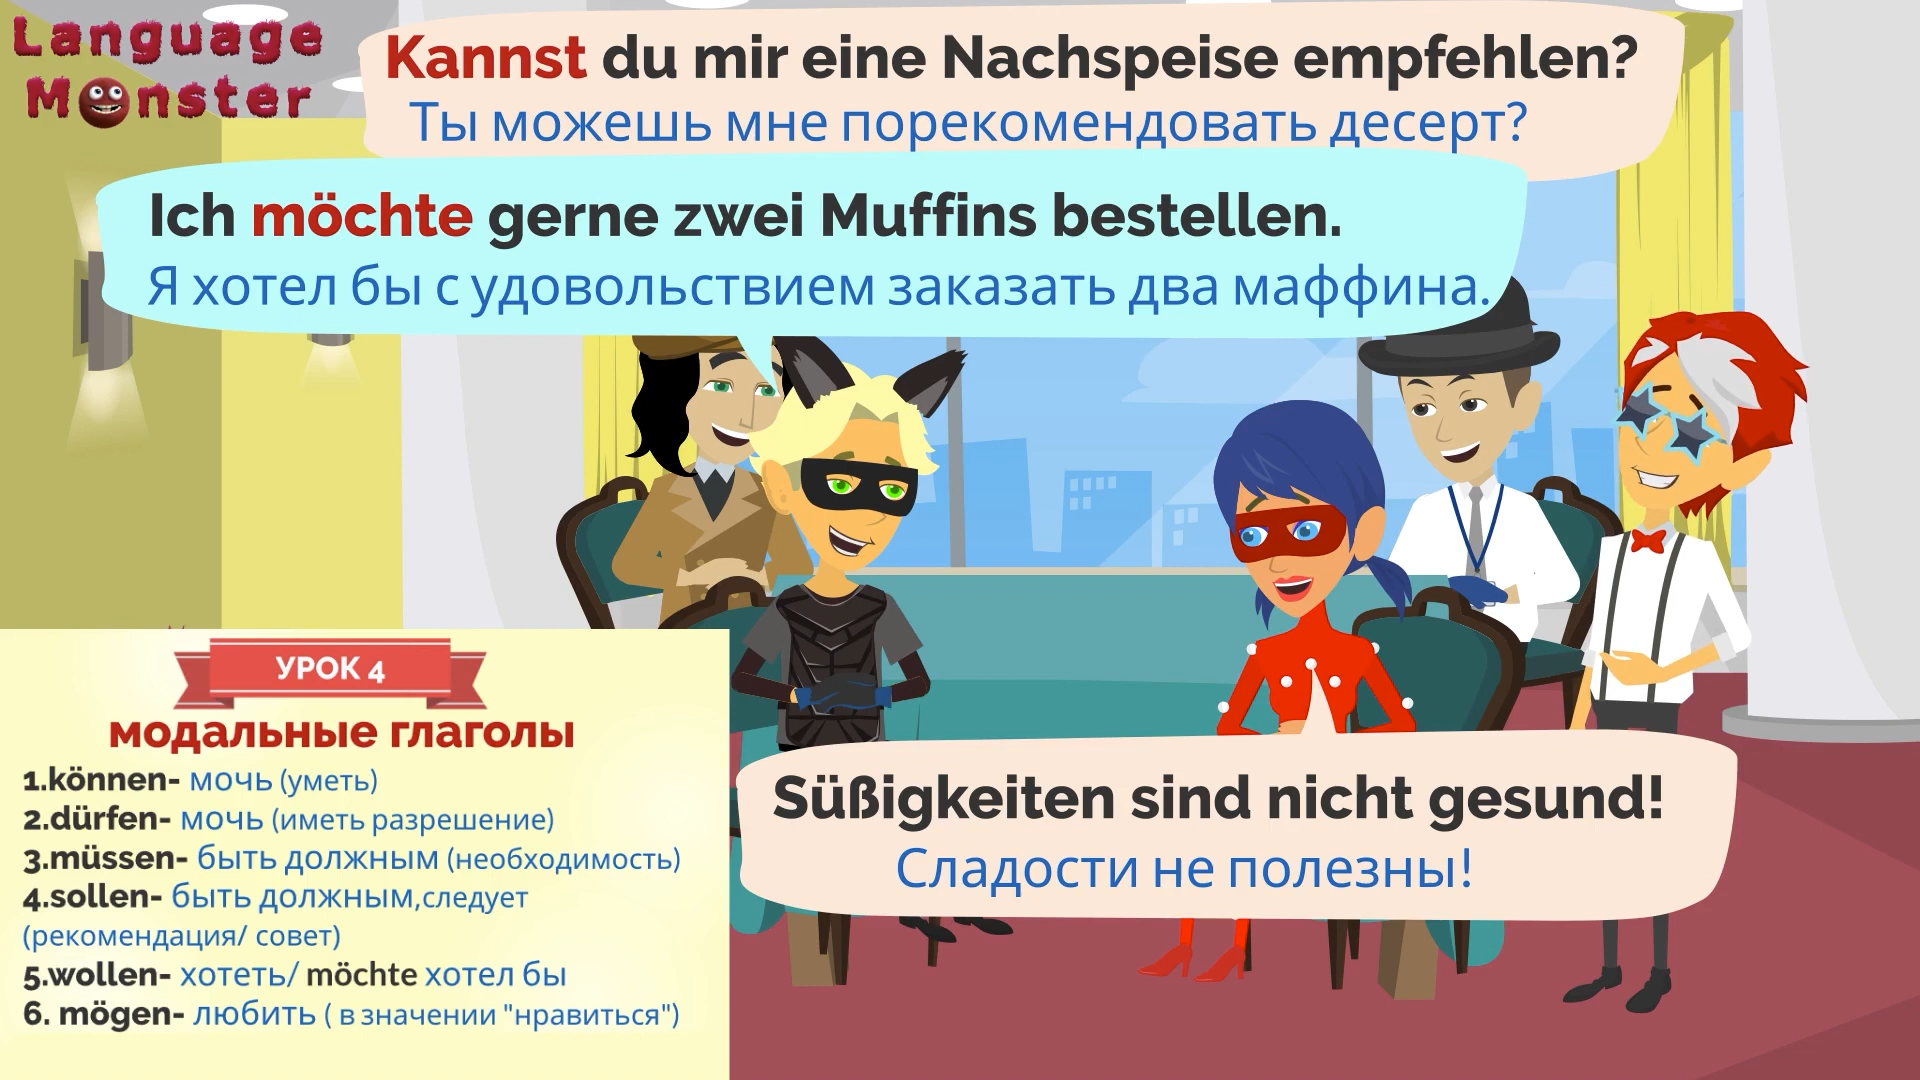 Language
Monster
Kannst du mir eine Nachspeise empfehlen?
Ты можешь мне порекомендовать десерт?
Ich möchte gerne zwei Muffins bestellen.
Я хотел бы с удовольствием заказать два маффина.
УРОК 4
модальные глаголы
1.können- мочь (уметь)
2.dürfen- мочь (иметь разрешение)
3.müssen- быть должным (необходимость)
4.sollen- быть должным,следует
(рекомендация/ совет)
5.wollen- хотеть/ möchte хотел бы
6. mögen- любить ( в значении "нравиться")
Süßigkeiten sind nicht gesund!
Сладости не полезны!